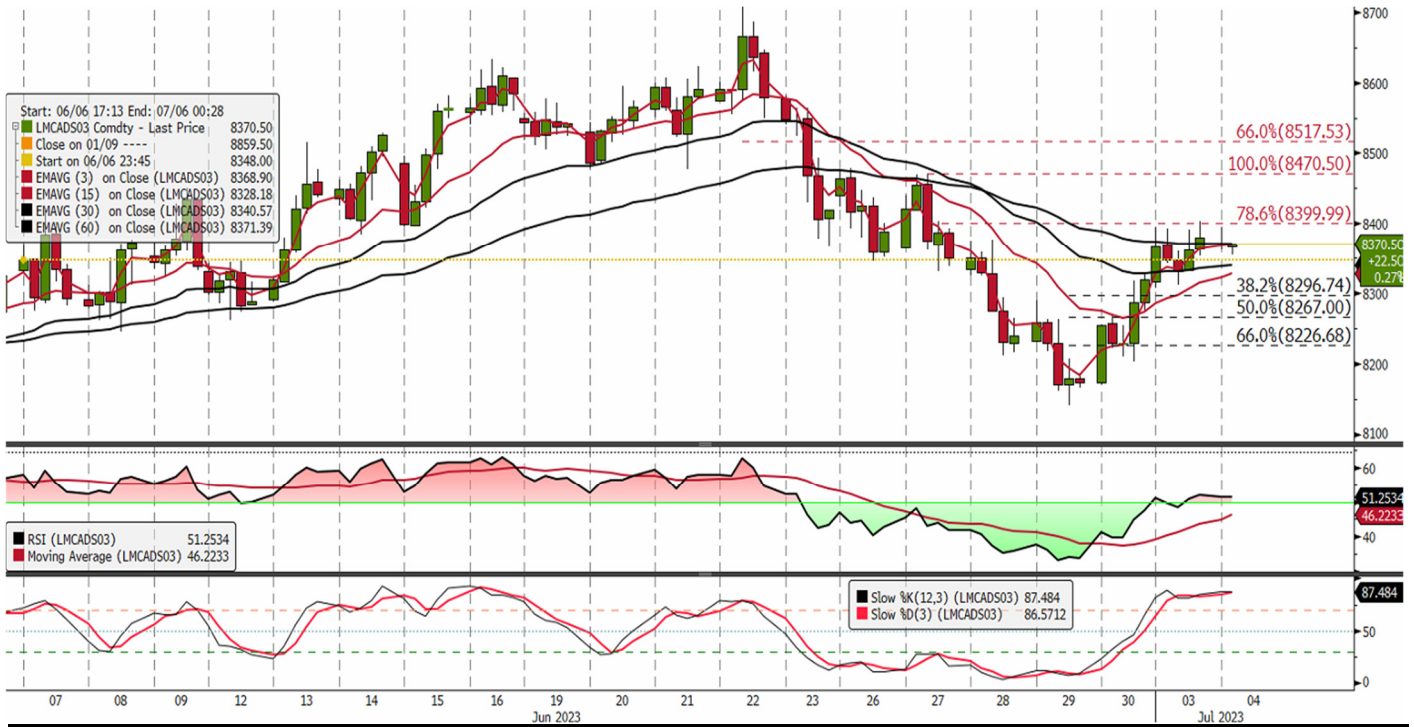 Start: 06/06 17:13 End: 07/06 00:28
LMCADS03 Comdty - Last Price 8370.50
Close on 01/09 ---- 8859.50
Start on 06/06 23:45 8348.00
EMAVG (3) on Close (LMCADS03) 8368.90
EMAVG (15) on Close (LMCADS03) 8328.18
EMAVG (30) on Close (LMCADS03) 8340.57
EMAVG (60) on Close (LMCADS03) 8371.39
8700
8600
66.0%(8517.53)
8500
100.0%(8470.50)
78.6%(8399.99)
8400
8370.50
+22.50
0.27%
38.2%(8296.74)
8300
50.0%(8267.00)
66.0%(8226.68)
8200
8100
60
51.2534
46.2233
40
RSI (LMCADS03) 51.2534
Moving Average (LMCADS03) 46.2233
Slow %K(12,3) (LMCADS03) 87.484
Slow %D(3) (LMCADS03) 86.5712
87.484
50
0
07 08 09 12 13 14 15 16 19 20 21 22 23 26 27 28 29 30 03 04
Jun 2023 Jul 2023